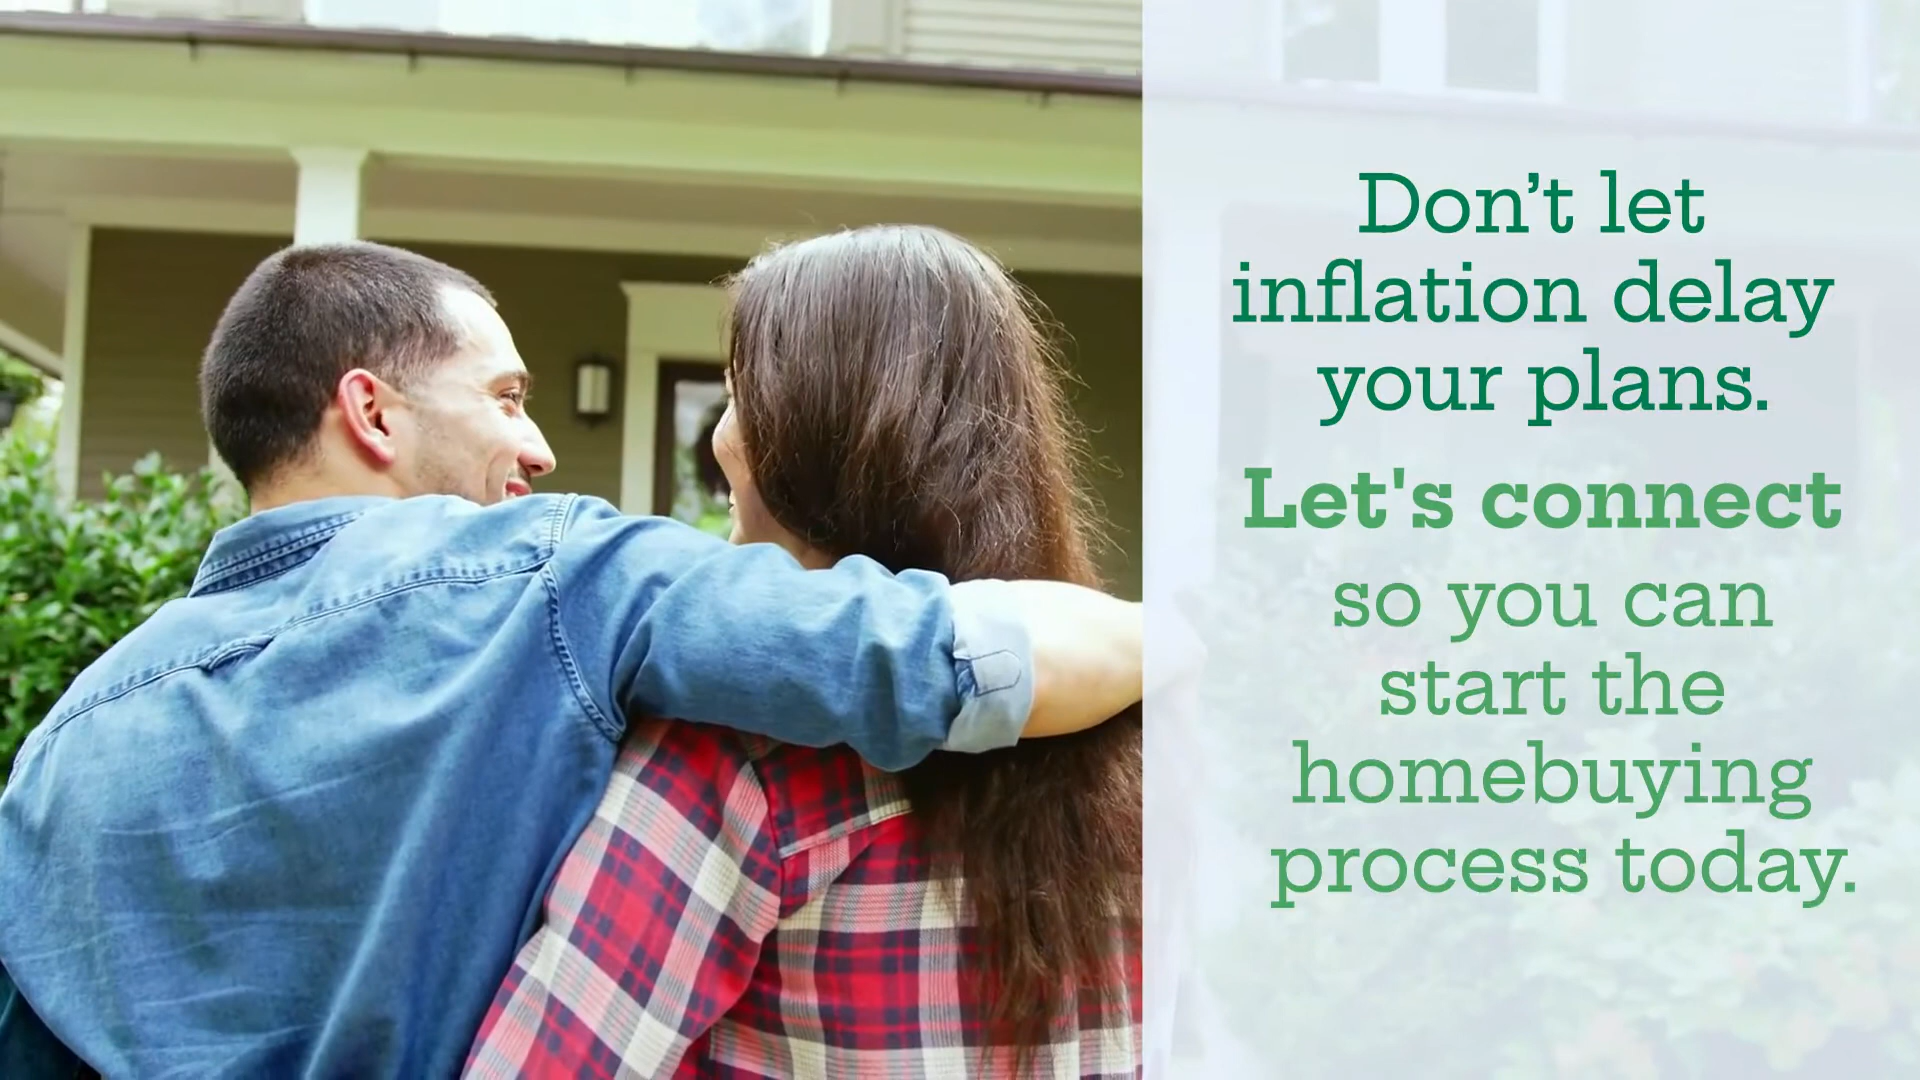 Don’t let
inflation delay
your plans.
Let's connect
so you can
start the
homebuying
process today.